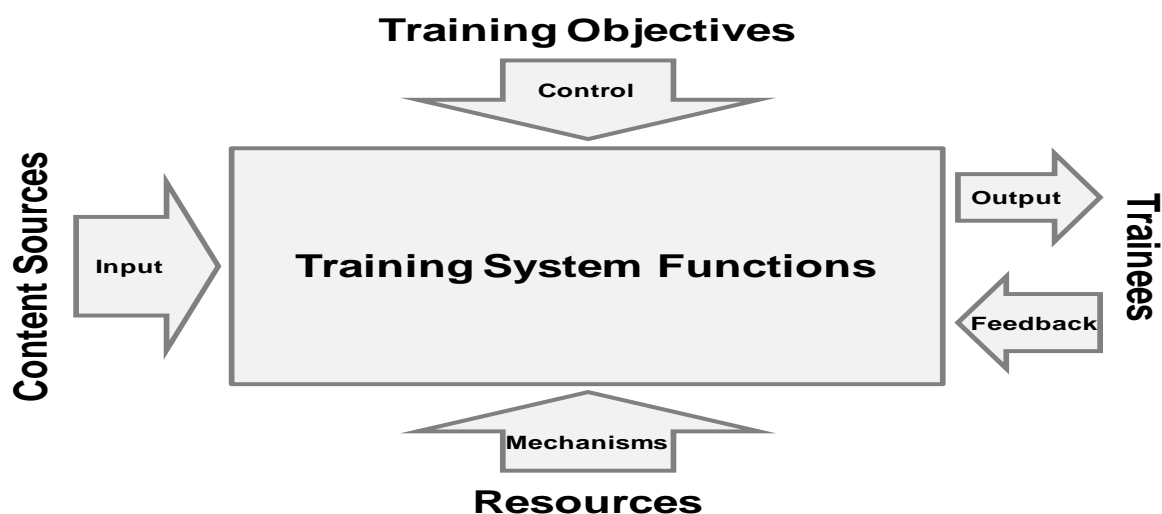 Training Objectives
Control
Content Sources
Input
Training System Functions
Output
Feedback
Trainees
Mechanisms
Resources